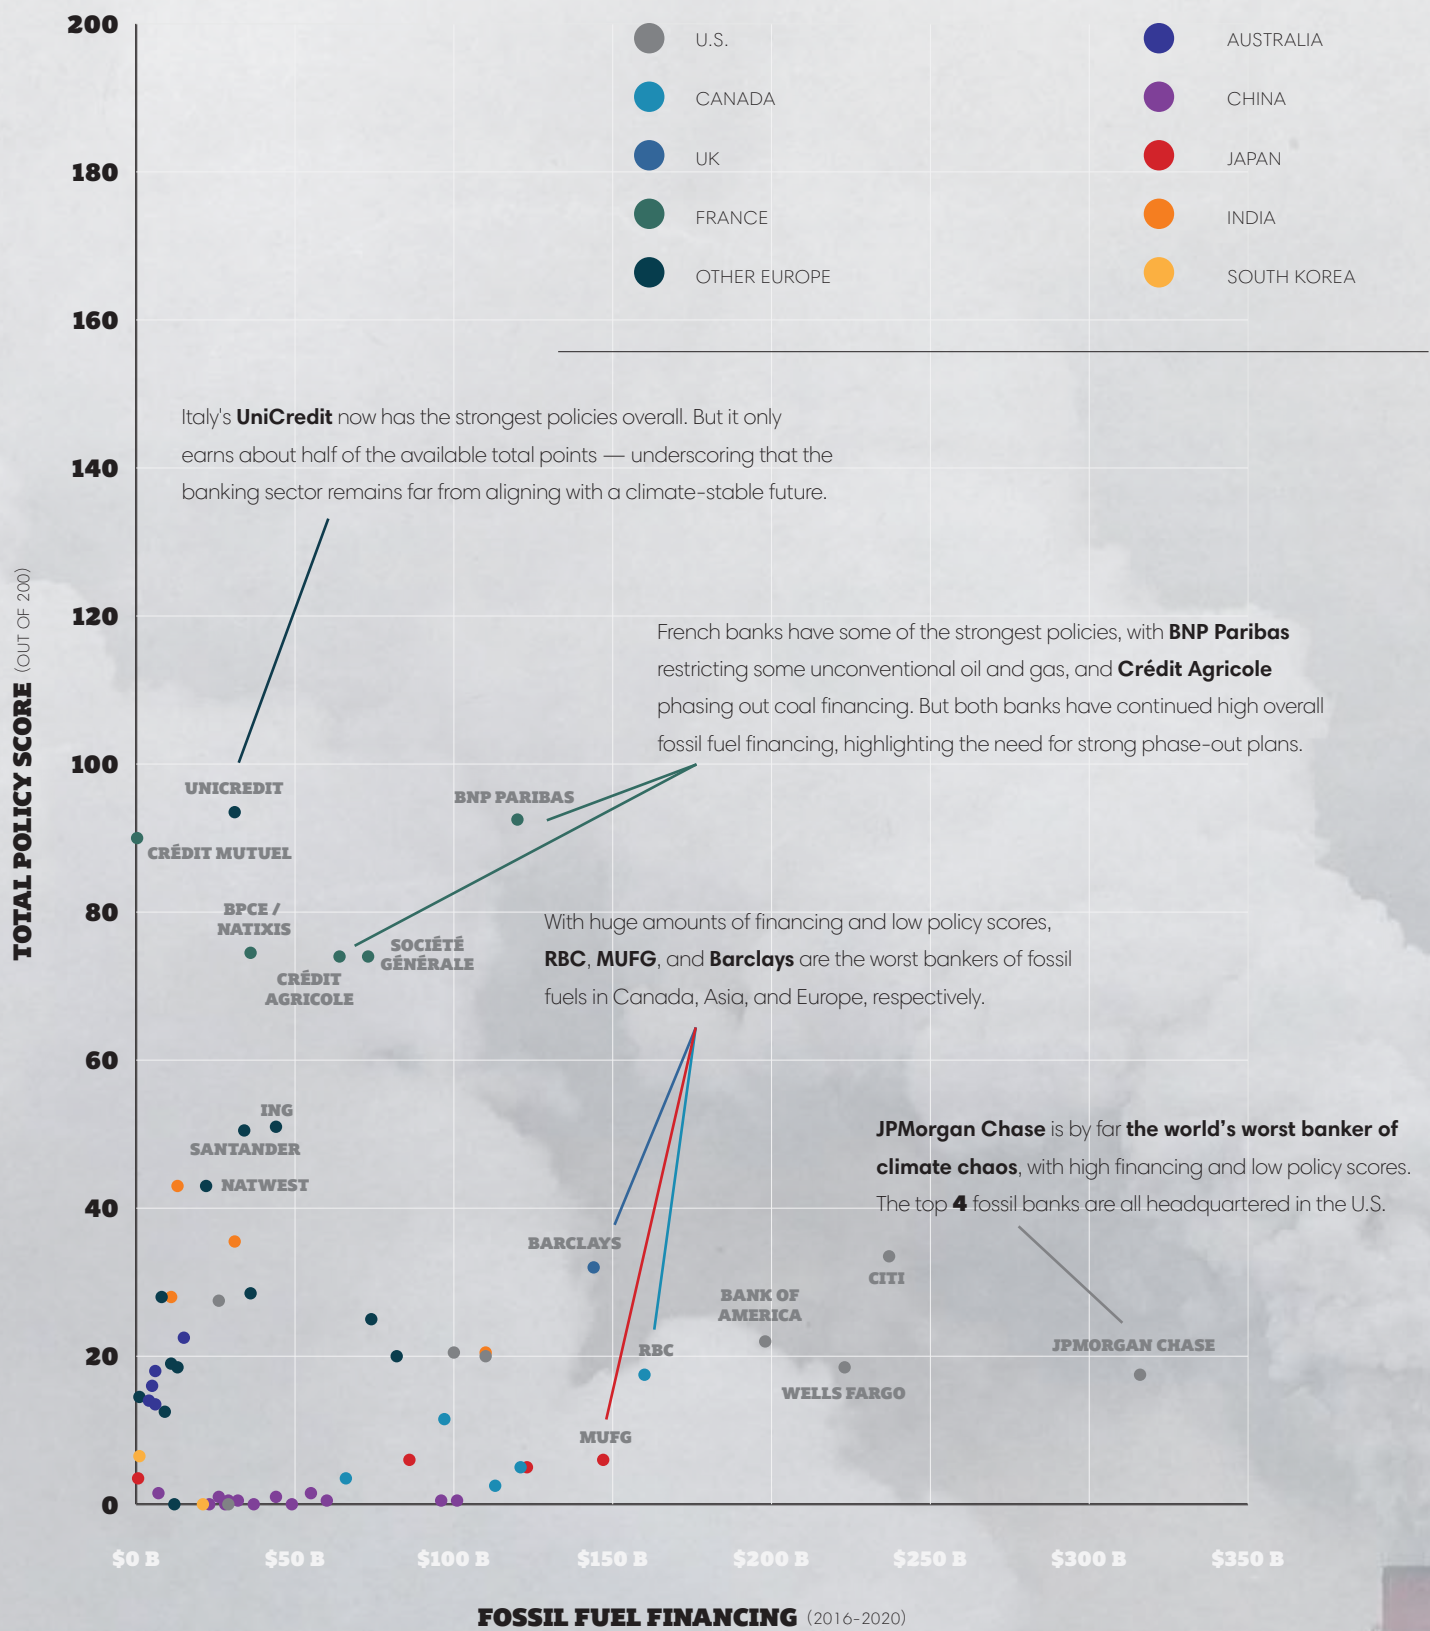 200
180
160
140
120
100
80
60
40
20
0
TOTAL POLICY SCORE (OUT OF 200)
U.S.
CANADA
UK
FRANCE
OTHER EUROPE
AUSTRALIA
CHINA
JAPAN
INDIA
SOUTH KOREA
Italy's UniCredit now has the strongest policies overall. But it only
earns about half of the available total points — underscoring that the
banking sector remains far from aligning with a climate-stable future.
French banks have some of the strongest policies, with BNP Paribas
restricting some unconventional oil and gas, and Crédit Agricole
phasing out coal financing. But both banks have continued high overall
fossil fuel financing, highlighting the need for strong phase-out plans.
UNICREDIT
BNP PARIBAS
CRÉDIT MUTUEL
BPCE /
NATIXIS
CRÉDIT
AGRICOLE
SOCIÉTÉ
GÉNÉRALE
With huge amounts of financing and low policy scores,
RBC, MUFG, and Barclays are the worst bankers of fossil
fuels in Canada, Asia, and Europe, respectively.
ING
SANTANDER
NATWEST
JPMorgan Chase is by far the world's worst banker of
climate chaos, with high financing and low policy scores.
The top 4 fossil banks are all headquartered in the U.S.
BARCLAYS
CITI
BANK OF
AMERICA
RBC
JPMORGAN CHASE
WELLS FARGO
MUFG
$0 B
$50 B
$100 B
$150 B
$200 B
$250 B
$300 B
$350 B
FOSSIL FUEL FINANCING (2016-2020)